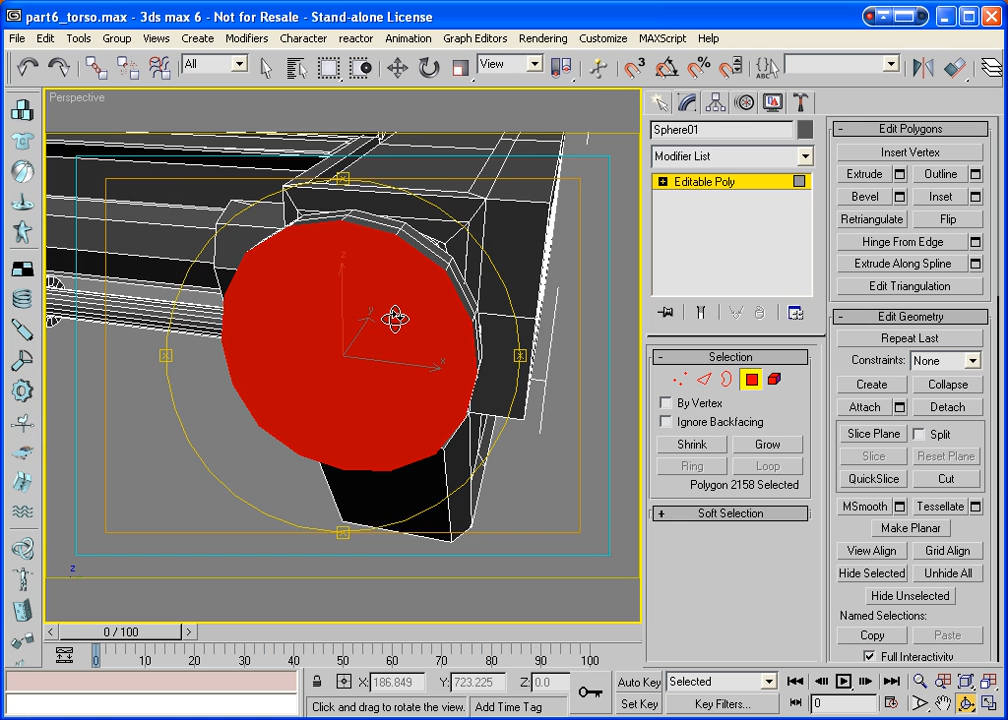 part6_torso.max - 3ds max 6 - Not for Resale - Stand-alone License
File Edit Tools Group Views Create Modifiers Character reactor Animation Graph Editors Rendering Customize MAXScript Help
All View 3 % {} ABC
Perspective
z
y
x
z
Sphere01
Modifier List
Editable Poly
Selection
By Vertex
Ignore Backfacing
Shrink Grow
Ring Loop
Polygon 2158 Selected
Soft Selection
Edit Polygons
Insert Vertex
Extrude Outline
Bevel Inset
Retriangulate Flip
Hinge From Edge
Extrude Along Spline
Edit Triangulation
Edit Geometry
Repeat Last
Constraints: None
Create Collapse
Attach Detach
Slice Plane Split
Slice Reset Plane
QuickSlice Cut
MSmooth Tessellate
Make Planar
View Align Grid Align
Hide Selected Unhide All
Hide Unselected
Named Selections:
Copy Paste
Full Interactivity
0 / 100
0 10 20 30 40 50 60 70 80 90 100
X: 186.849 Y: 723.225 Z: 0.0 Auto Key Selected
Click and drag to rotate the view. Add Time Tag Set Key Key Filters... 0